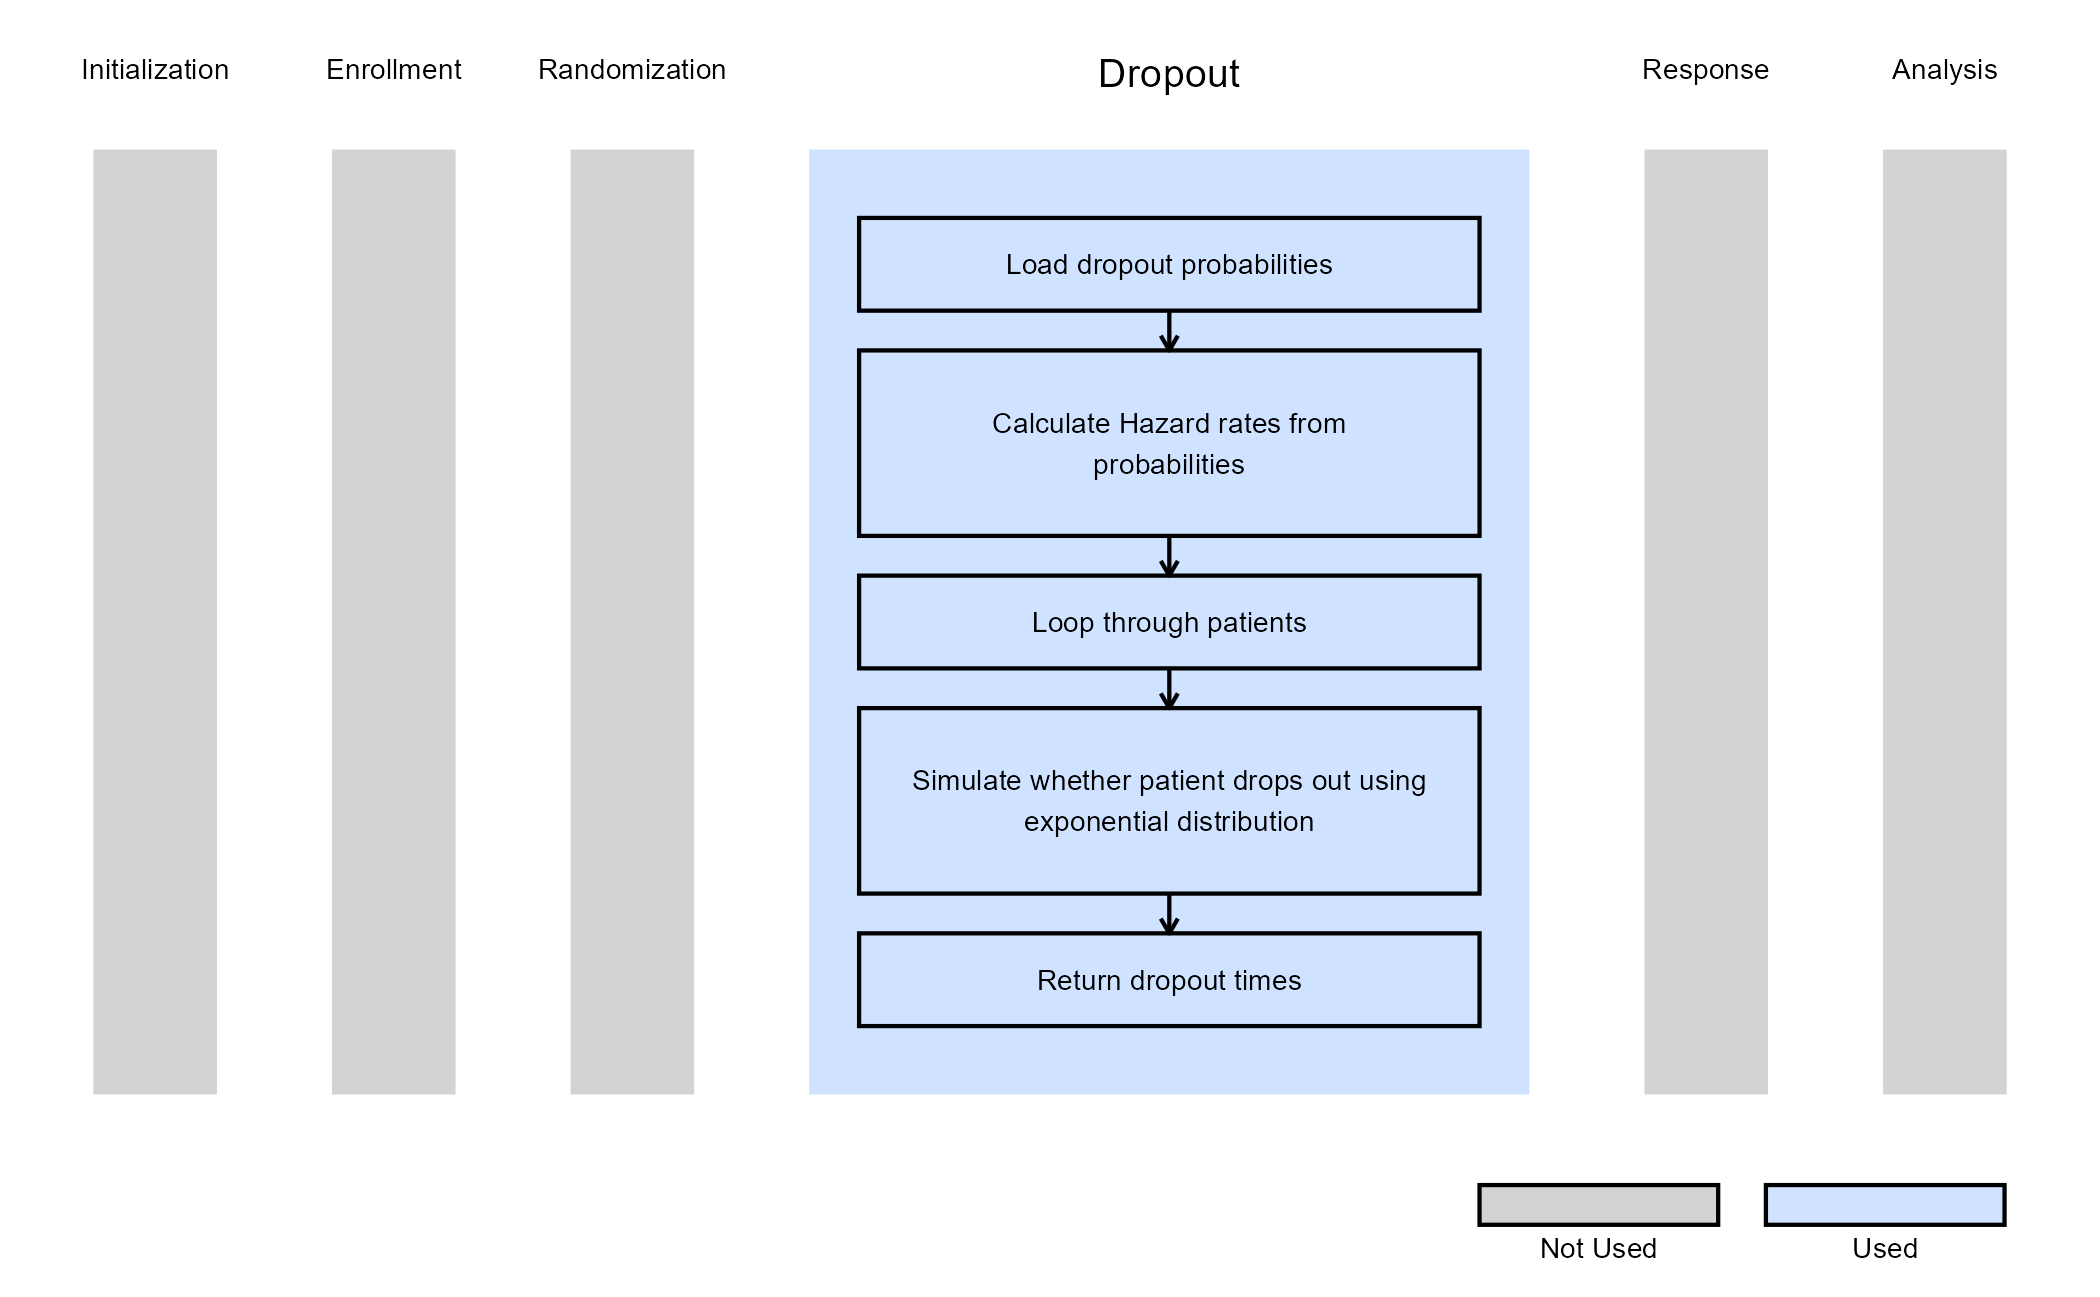 Initialization
Enrollment
Randomization
Dropout
Response
Analysis
Load dropout probabilities
Calculate Hazard rates from
probabilities
Loop through patients
Simulate whether patient drops out using
exponential distribution
Return dropout times
Not Used
Used